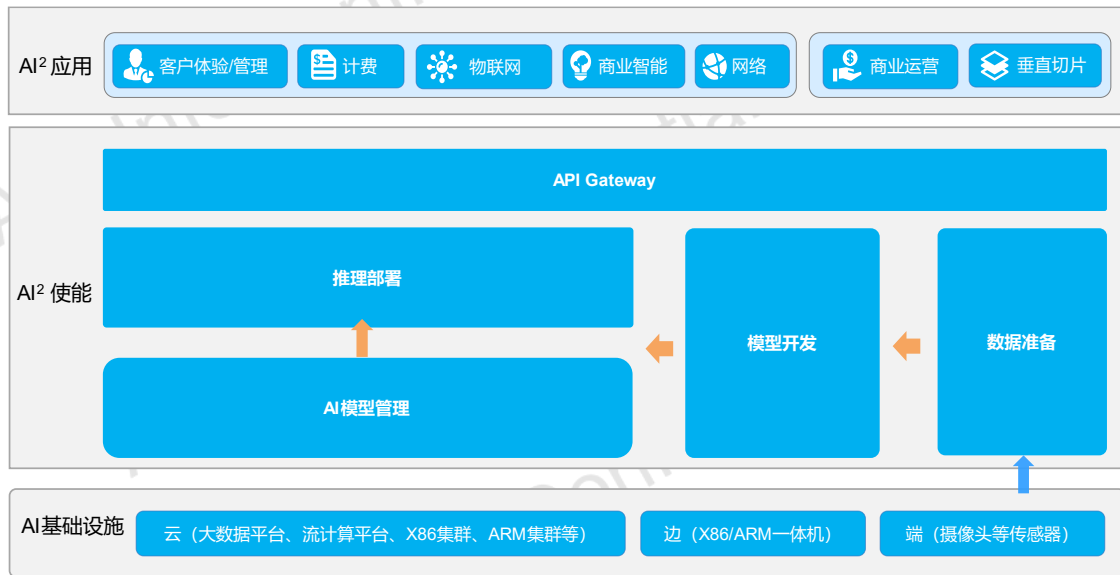 AI² 应用
客户体验/管理
计费
物联网
商业智能
网络
商业运营
垂直切片
API Gateway
AI² 使能
推理部署
模型开发
数据准备
AI模型管理
AI基础设施
云（大数据平台、流计算平台、X86集群、ARM集群等）
边（X86/ARM一体机）
端（摄像头等传感器）